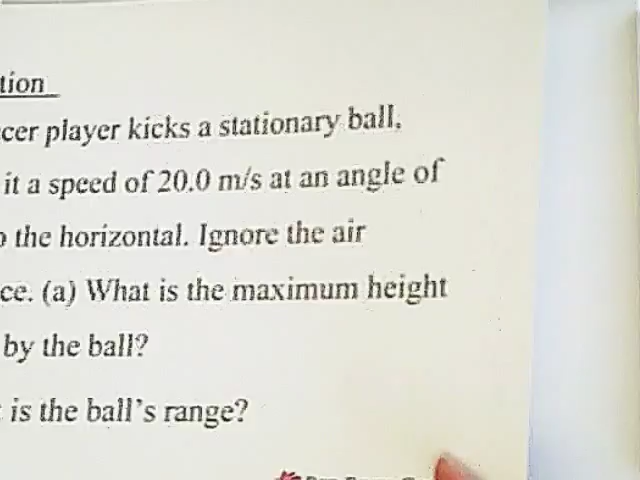 tion
cer player kicks a stationary ball,
it a speed of 20.0 m/s at an angle of
the horizontal. Ignore the air
ce. (a) What is the maximum height
by the ball?
is the ball's range?